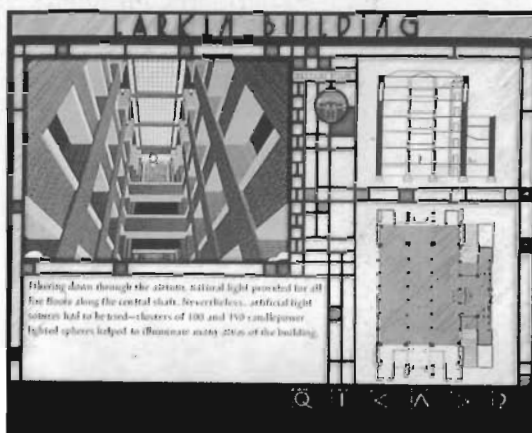 LARKIN BUILDING
Filtering down through the atrium, natural light provided for all
five floors along the central shaft. Nevertheless, artificial light
sources had to be used—clusters of 100 and 150 candlepower
lighted spheres helped to illuminate many areas of the building.
Q I < Λ >